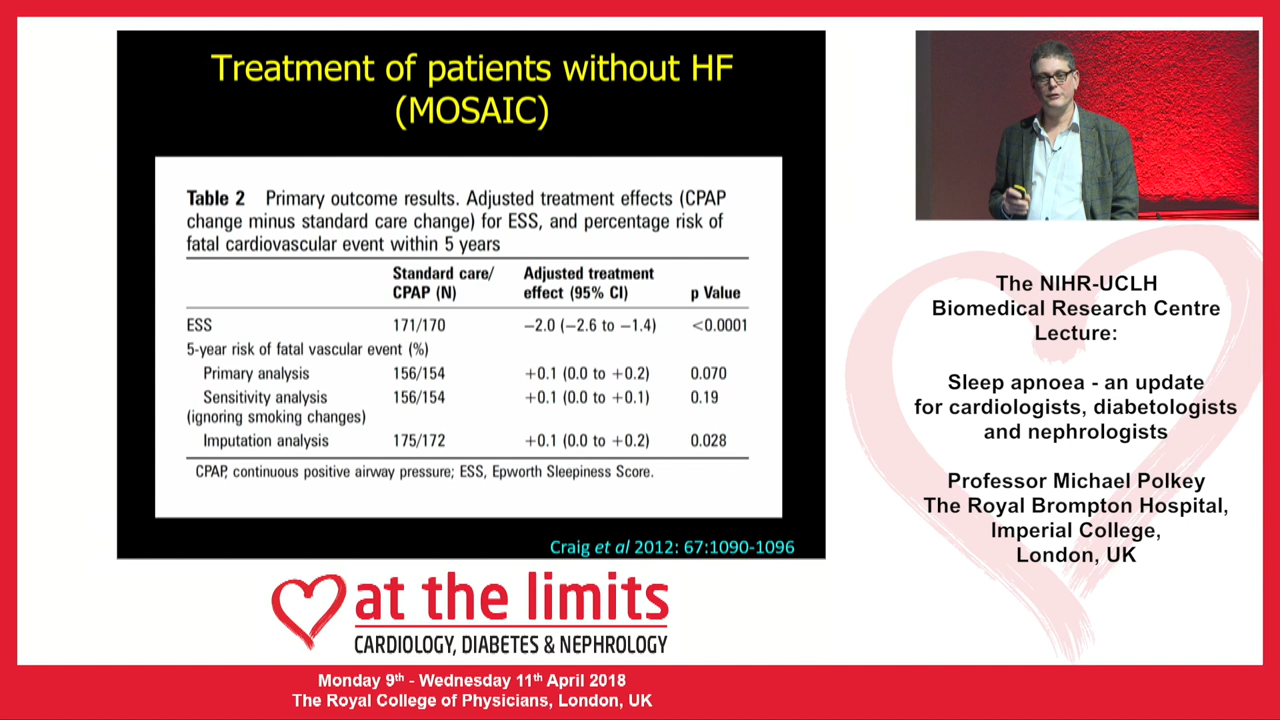 Treatment of patients without HF
(MOSAIC)
Table 2 Primary outcome results. Adjusted treatment effects (CPAP
change minus standard care change) for ESS, and percentage risk of
fatal cardiovascular event within 5 years
Standard care/ Adjusted treatment
CPAP (N) effect (95% CI) p Value
ESS 171/170 −2.0 (−2.6 to −1.4) <0.0001
5-year risk of fatal vascular event (%)
Primary analysis 156/154 +0.1 (0.0 to +0.2) 0.070
Sensitivity analysis 156/154 +0.1 (0.0 to +0.1) 0.19
(ignoring smoking changes)
Imputation analysis 175/172 +0.1 (0.0 to +0.2) 0.028
CPAP, continuous positive airway pressure; ESS, Epworth Sleepiness Score.
Craig et al 2012: 67:1090-1096
The NIHR-UCLH
Biomedical Research Centre
Lecture:
Sleep apnoea - an update
for cardiologists, diabetologists
and nephrologists
Professor Michael Polkey
The Royal Brompton Hospital,
Imperial College,
London, UK
at the limits
CARDIOLOGY, DIABETES & NEPHROLOGY
Monday 9th - Wednesday 11th April 2018
The Royal College of Physicians, London, UK